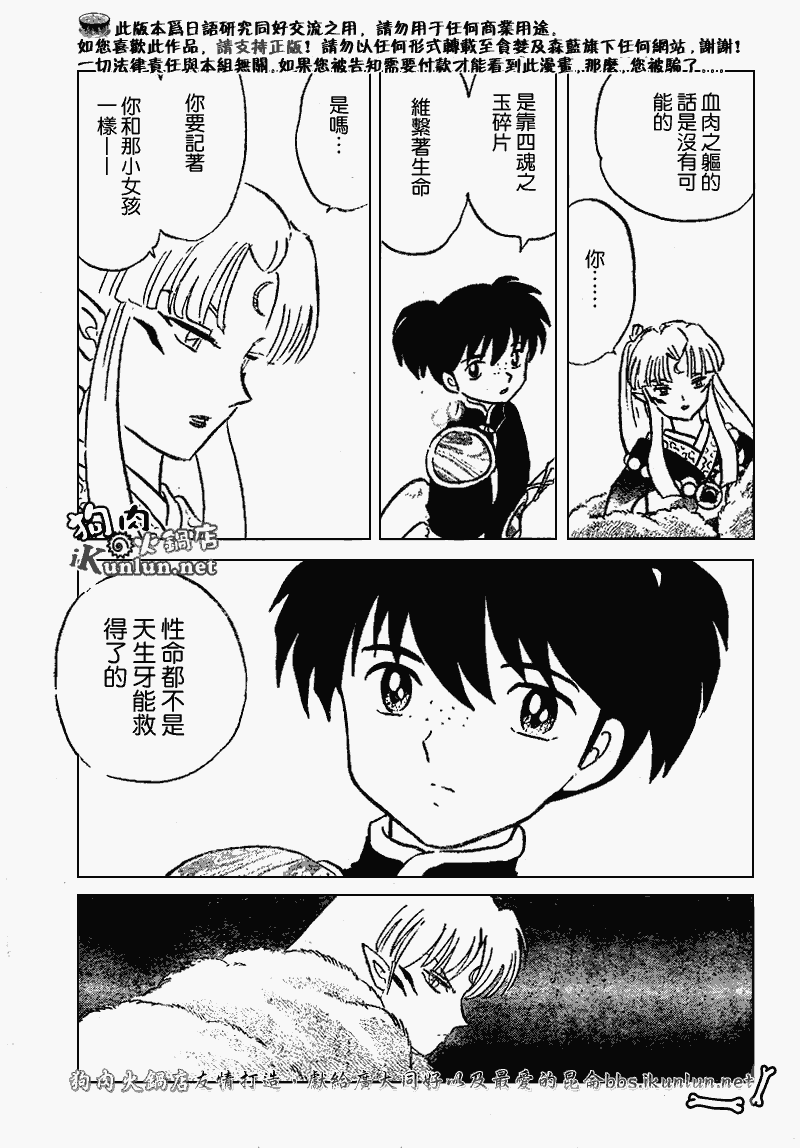 此版本爲日語研究同好交流之用，請勿用于任何商業用途。
如您喜歡此作品，請支持正版！請勿以任何形式轉載至貪婪及森藍旗下任何網站，謝謝！
一切法律責任與本組無關。如果您被告知需要付款才能看到此漫畫，那麼，您被騙了。。。
血肉之軀的
話是沒有可
能的
你……
是靠四魂之
玉碎片
維繫著生命
是嗎…
你要記著
你和那小女孩
一樣——
狗肉
火鍋店
iKunlun.net
性命都不是
天生牙能救
得了的
狗肉火鍋店友情打造，獻給廣大同好以及最愛的昆侖bbs.ikunlun.net